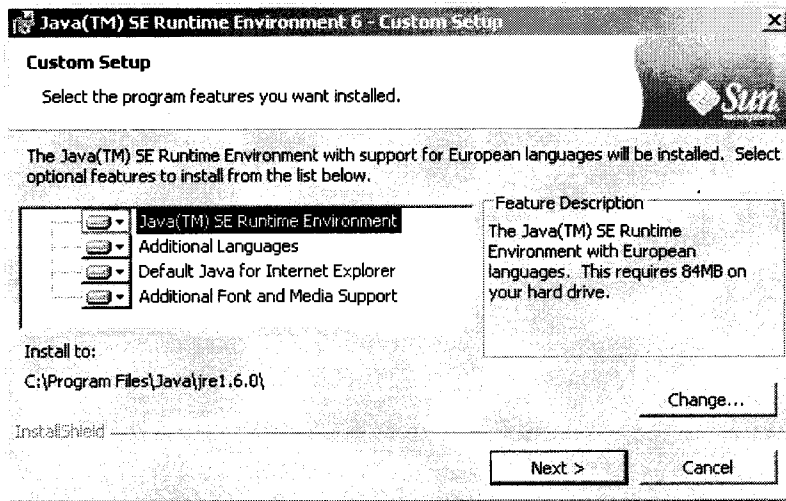 Java(TM) SE Runtime Environment 6 - Custom Setup
Custom Setup
Select the program features you want installed.
Sun
The Java(TM) SE Runtime Environment with support for European languages will be installed. Select
optional features to install from the list below.
Java(TM) SE Runtime Environment
Additional Languages
Default Java for Internet Explorer
Additional Font and Media Support
Feature Description
The Java(TM) SE Runtime
Environment with European
languages. This requires 84MB on
your hard drive.
Install to:
C:\Program Files\Java\jre1.6.0\
Change...
InstallShield
Next >
Cancel